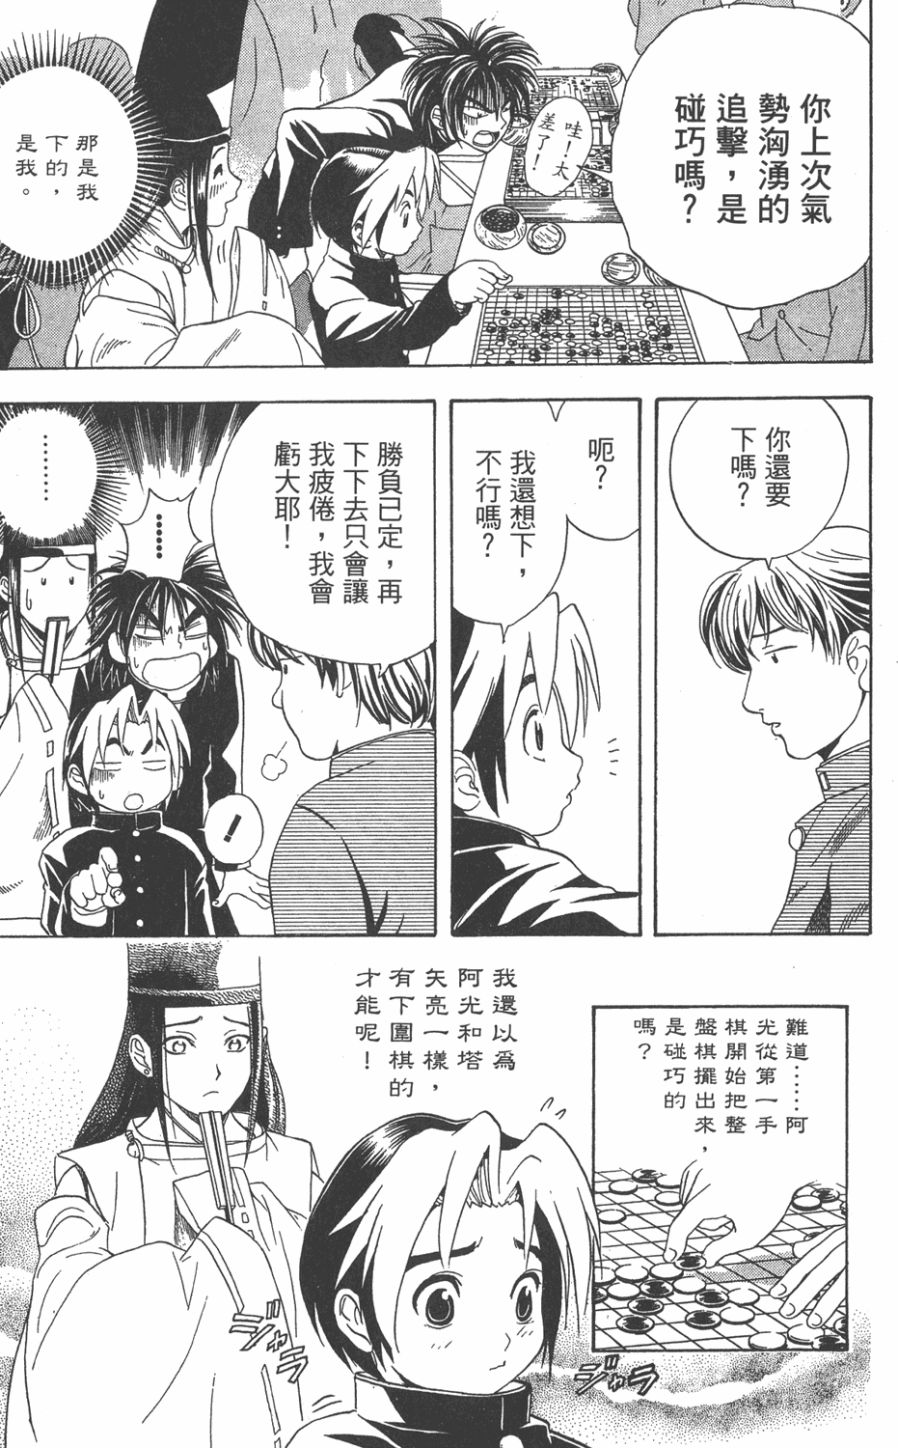 你上次氣
勢洶湧的
追擊，是
碰巧嗎？
哇！太
差了！
那是我
下的，
是我。
你還要
下嗎？
呃？
我還想下，
不行嗎？
勝負已定，再
下下去只會讓
我疲倦，我會
虧大耶！
……
………
！
難道……阿
光從第一手
棋開始把整
盤棋擺出來，
是碰巧的
嗎？
我還以為
阿光和塔
矢亮一樣，
有下圍棋的
才能呢！
ジャラ
ジャラ